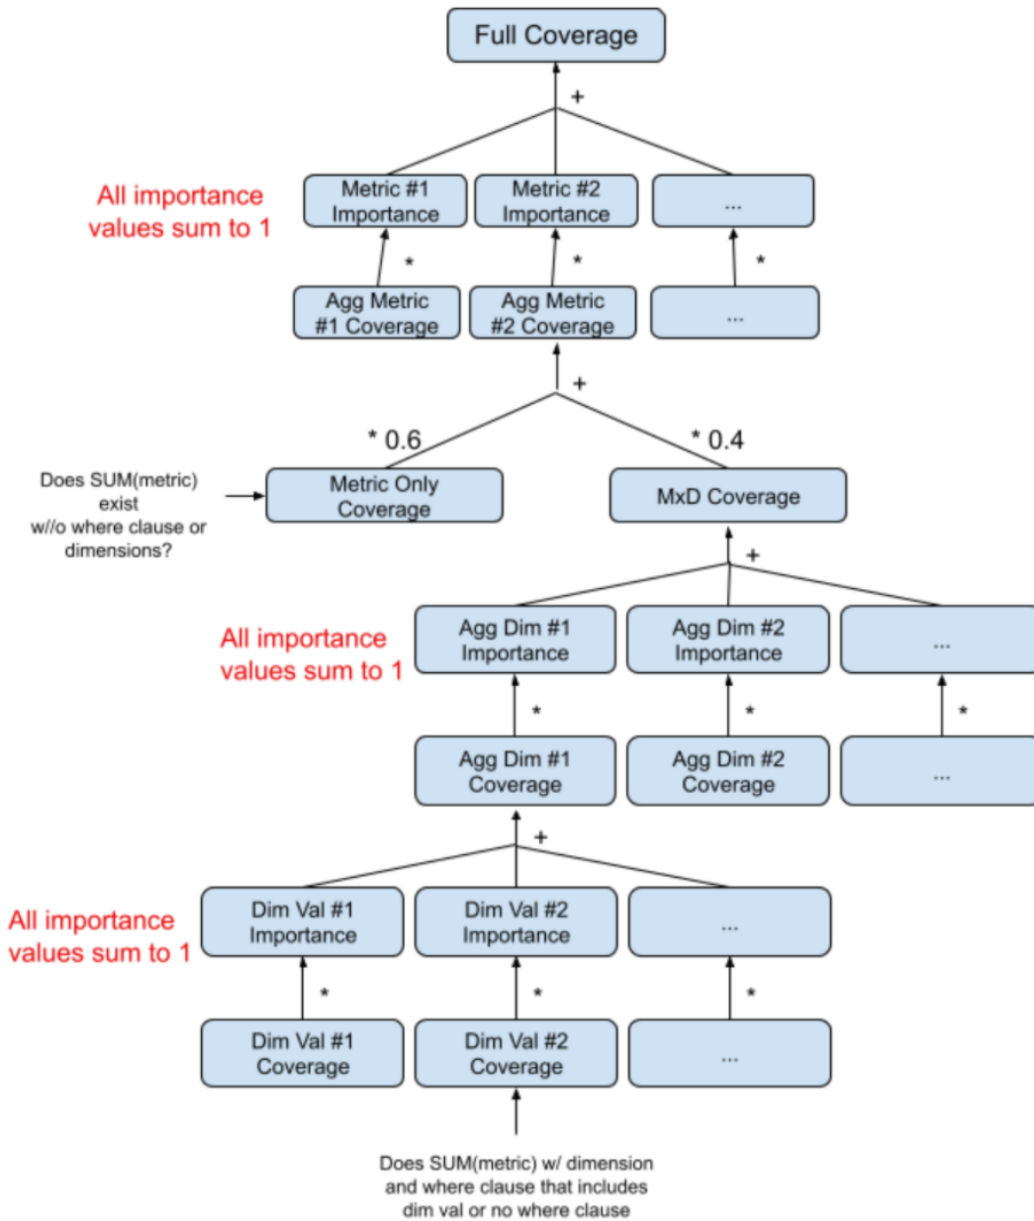 Full Coverage
+
All importance
values sum to 1
Metric #1
Importance
Metric #2
Importance
...
*
*
*
Agg Metric
#1 Coverage
Agg Metric
#2 Coverage
...
+
* 0.6
* 0.4
Does SUM(metric)
exist
w//o where clause or
dimensions?
Metric Only
Coverage
MxD Coverage
+
All importance
values sum to 1
Agg Dim #1
Importance
Agg Dim #2
Importance
...
*
*
*
Agg Dim #1
Coverage
Agg Dim #2
Coverage
...
+
All importance
values sum to 1
Dim Val #1
Importance
Dim Val #2
Importance
...
*
*
*
Dim Val #1
Coverage
Dim Val #2
Coverage
...
Does SUM(metric) w/ dimension
and where clause that includes
dim val or no where clause